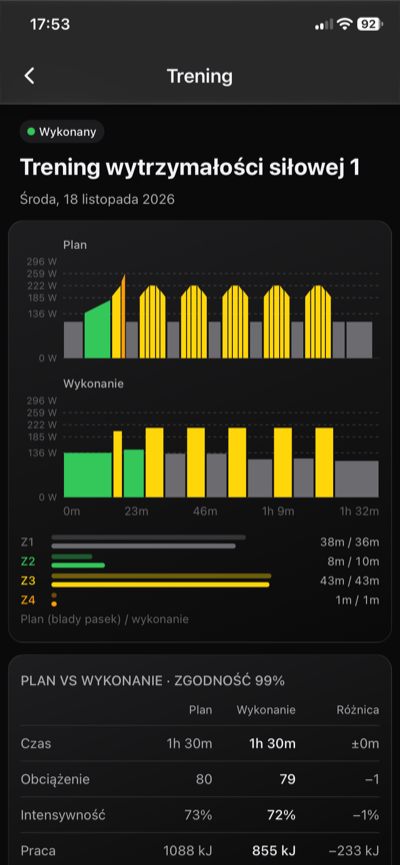 17:53
92
Trening
Wykonany
Trening wytrzymałości siłowej 1
Środa, 18 listopada 2026
Plan
296 W
259 W
222 W
185 W
136 W
0 W
Wykonanie
296 W
259 W
222 W
185 W
136 W
0 W
0m 23m 46m 1h 9m 1h 32m
Z1 38m / 36m
Z2 8m / 10m
Z3 43m / 43m
Z4 1m / 1m
Plan (blady pasek) / wykonanie
PLAN VS WYKONANIE · ZGODNOŚĆ 99%
Plan Wykonanie Różnica
Czas 1h 30m 1h 30m ±0m
Obciążenie 80 79 −1
Intensywność 73% 72% −1%
Praca 1088 kJ 855 kJ −233 kJ